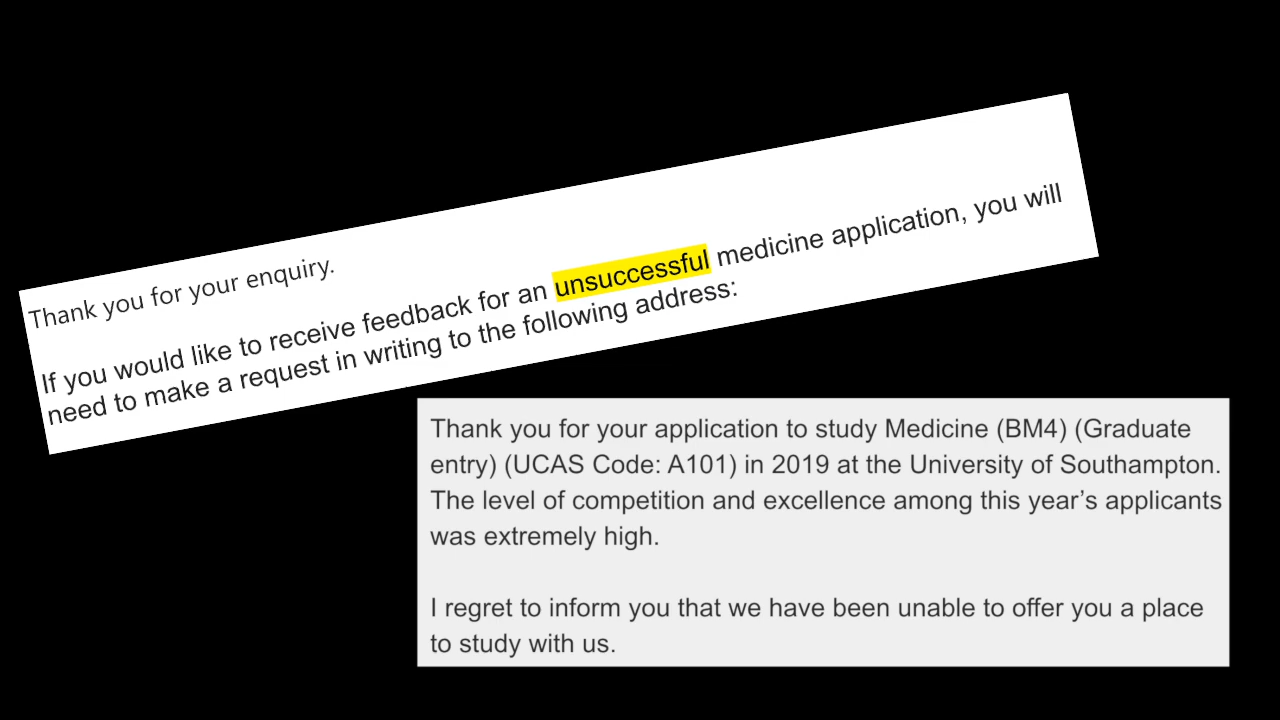 Thank you for your enquiry.
If you would like to receive feedback for an unsuccessful medicine application, you will
need to make a request in writing to the following address:
Thank you for your application to study Medicine (BM4) (Graduate
entry) (UCAS Code: A101) in 2019 at the University of Southampton.
The level of competition and excellence among this year’s applicants
was extremely high.
I regret to inform you that we have been unable to offer you a place
to study with us.